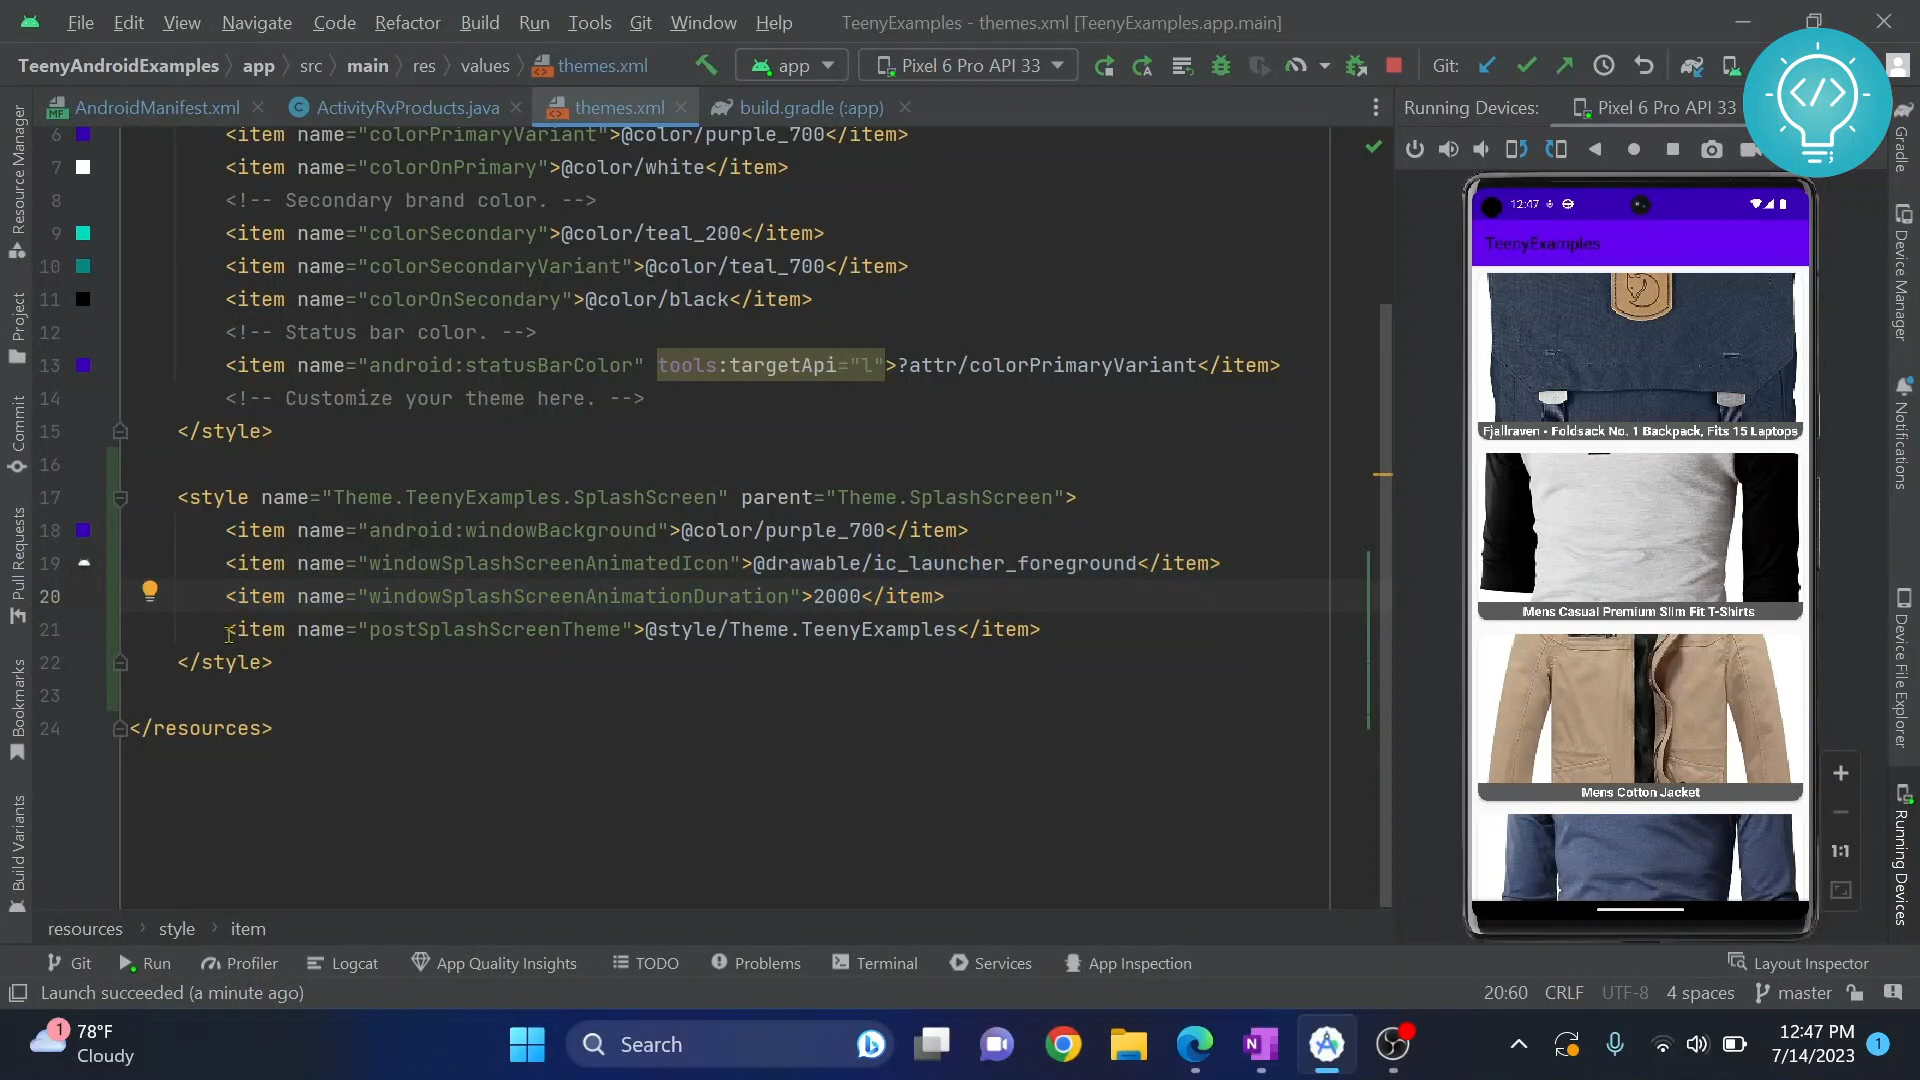 File Edit View Navigate Code Refactor Build Run Tools Git Window Help TeenyExamples - themes.xml [TeenyExamples.app.main]
TeenyAndroidExamples app src main res values themes.xml app Pixel 6 Pro API 33 Git:
AndroidManifest.xml ActivityRvProducts.java themes.xml build.gradle (:app) Running Devices: Pixel 6 Pro API 33
6 <item name="colorPrimaryVariant">@color/purple_700</item>
7 <item name="colorOnPrimary">@color/white</item>
8 <!-- Secondary brand color. -->
9 <item name="colorSecondary">@color/teal_200</item>
10 <item name="colorSecondaryVariant">@color/teal_700</item>
11 <item name="colorOnSecondary">@color/black</item>
12 <!-- Status bar color. -->
13 <item name="android:statusBarColor" tools:targetApi="l">?attr/colorPrimaryVariant</item>
14 <!-- Customize your theme here. -->
15 </style>
16
17 <style name="Theme.TeenyExamples.SplashScreen" parent="Theme.SplashScreen">
18 <item name="android:windowBackground">@color/purple_700</item>
19 <item name="windowSplashScreenAnimatedIcon">@drawable/ic_launcher_foreground</item>
20 <item name="windowSplashScreenAnimationDuration">2000</item>
21 <item name="postSplashScreenTheme">@style/Theme.TeenyExamples</item>
22 </style>
23
24 </resources>
Resource Manager
Project
Commit
Pull Requests
Bookmarks
Build Variants
12:47
TeenyExamples
Fjallraven - Foldsack No. 1 Backpack, Fits 15 Laptops
Mens Casual Premium Slim Fit T-Shirts
Mens Cotton Jacket
1:1
Gradle
Device Manager
Notifications
Device File Explorer
Running Devices
resources style item
Git Run Profiler Logcat App Quality Insights TODO Problems Terminal Services App Inspection Layout Inspector
Launch succeeded (a minute ago) 20:60 CRLF UTF-8 4 spaces master
1 78°F
Cloudy
Search
12:47 PM
7/14/2023
1